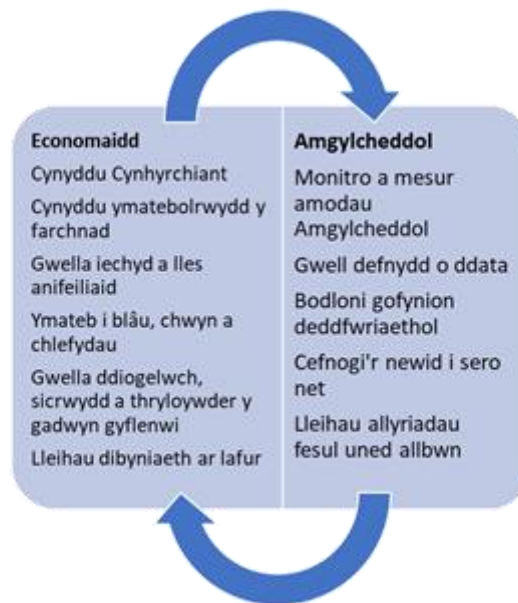 Economaidd
Cynyddu Cynhyrchiant
Cynyddu ymatebolrwydd y
farchnad
Gwella iechyd a lles
anifeiliaid
Ymateb i blâu, chwyn a
chlefydau
Gwella ddiogelwch,
sicrwydd a thryloywder y
gadwyn gyflenwi
Lleihau dibyniaeth ar lafur
Amgylcheddol
Monitro a mesur
amodau
Amgylcheddol
Gwell defnydd o ddata
Bodloni gofynion
deddfwriaethol
Cefnogi'r newid i sero
net
Lleihau allyriadau
fesul uned allbwn